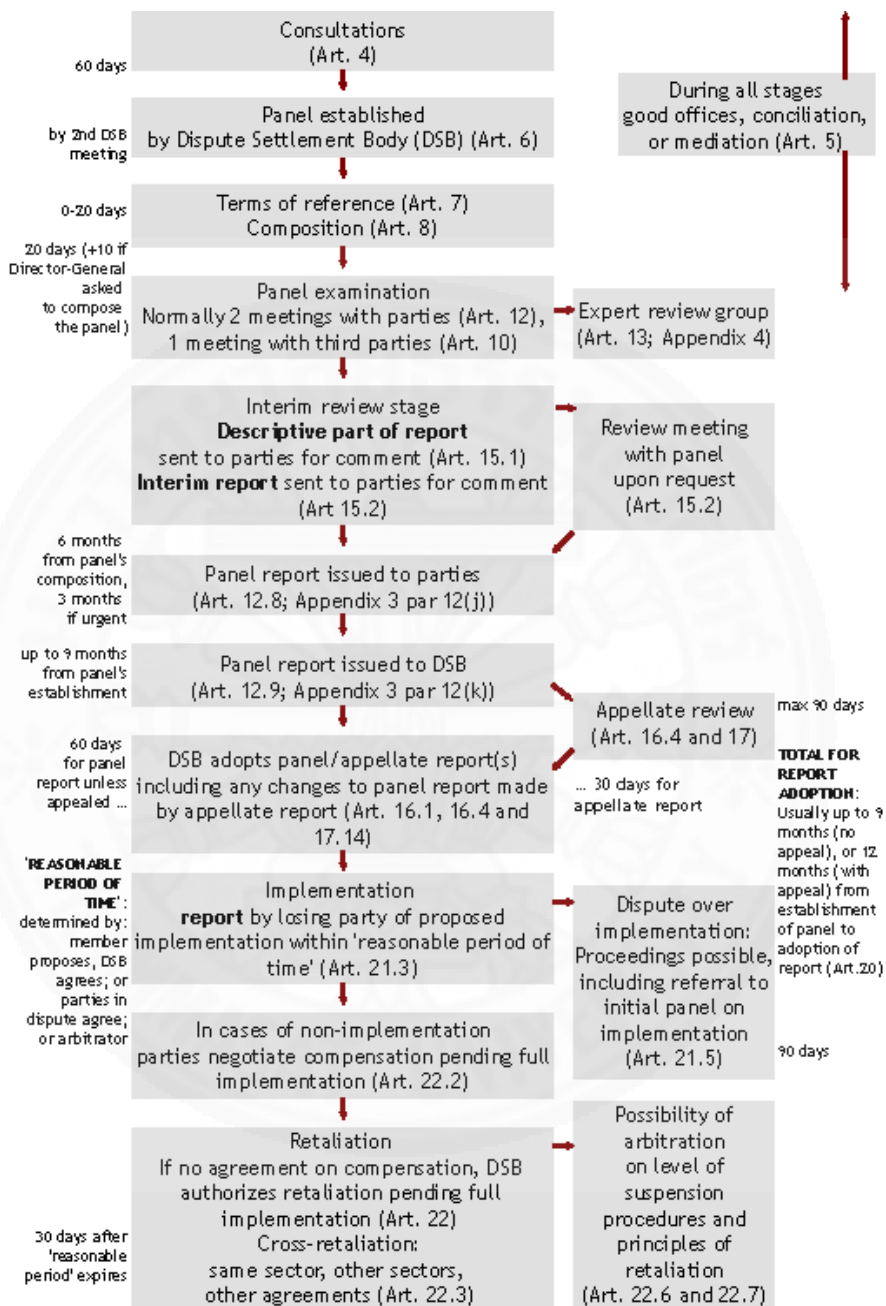 Consultations
(Art. 4)
60 days
During all stages
good offices, conciliation,
or mediation (Art. 5)
Panel established
by Dispute Settlement Body (DSB) (Art. 6)
by 2nd DSB
meeting
0-20 days
Terms of reference (Art. 7)
Composition (Art. 8)
20 days (+10 if
Director-General
asked
to compose
the panel)
Panel examination
Normally 2 meetings with parties (Art. 12),
1 meeting with third parties (Art. 10)
Expert review group
(Art. 13; Appendix 4)
Interim review stage
Descriptive part of report
sent to parties for comment (Art. 15.1)
Interim report sent to parties for comment
(Art 15.2)
Review meeting
with panel
upon request
(Art. 15.2)
6 months
from panel's
composition,
3 months
if urgent
Panel report issued to parties
(Art. 12.8; Appendix 3 par 12(j))
up to 9 months
from panel's
establishment
Panel report issued to DSB
(Art. 12.9; Appendix 3 par 12(k))
Appellate review
(Art. 16.4 and 17)
max 90 days
60 days
for panel
report unless
appealed ...
DSB adopts panel/appellate report(s)
including any changes to panel report made
by appellate report (Art. 16.1, 16.4 and
17.14)
... 30 days for
appellate report
TOTAL FOR
REPORT
ADOPTION:
Usually up to 9
months (no
appeal), or 12
months (with
appeal) from
establishment
of panel to
adoption of
report (Art.20)
'REASONABLE
PERIOD OF
TIME':
determined by:
member
proposes, DSB
agrees; or
parties in
dispute agree;
or arbitrator
Implementation
report by losing party of proposed
implementation within 'reasonable period of
time' (Art. 21.3)
Dispute over
implementation:
Proceedings possible,
including referral to
initial panel on
implementation
(Art. 21.5)
90 days
In cases of non-implementation
parties negotiate compensation pending full
implementation (Art. 22.2)
Retaliation
If no agreement on compensation, DSB
authorizes retaliation pending full
implementation (Art. 22)
Cross-retaliation:
same sector, other sectors,
other agreements (Art. 22.3)
30 days after
'reasonable
period' expires
Possibility of
arbitration
on level of
suspension
procedures and
principles of
retaliation
(Art. 22.6 and 22.7)